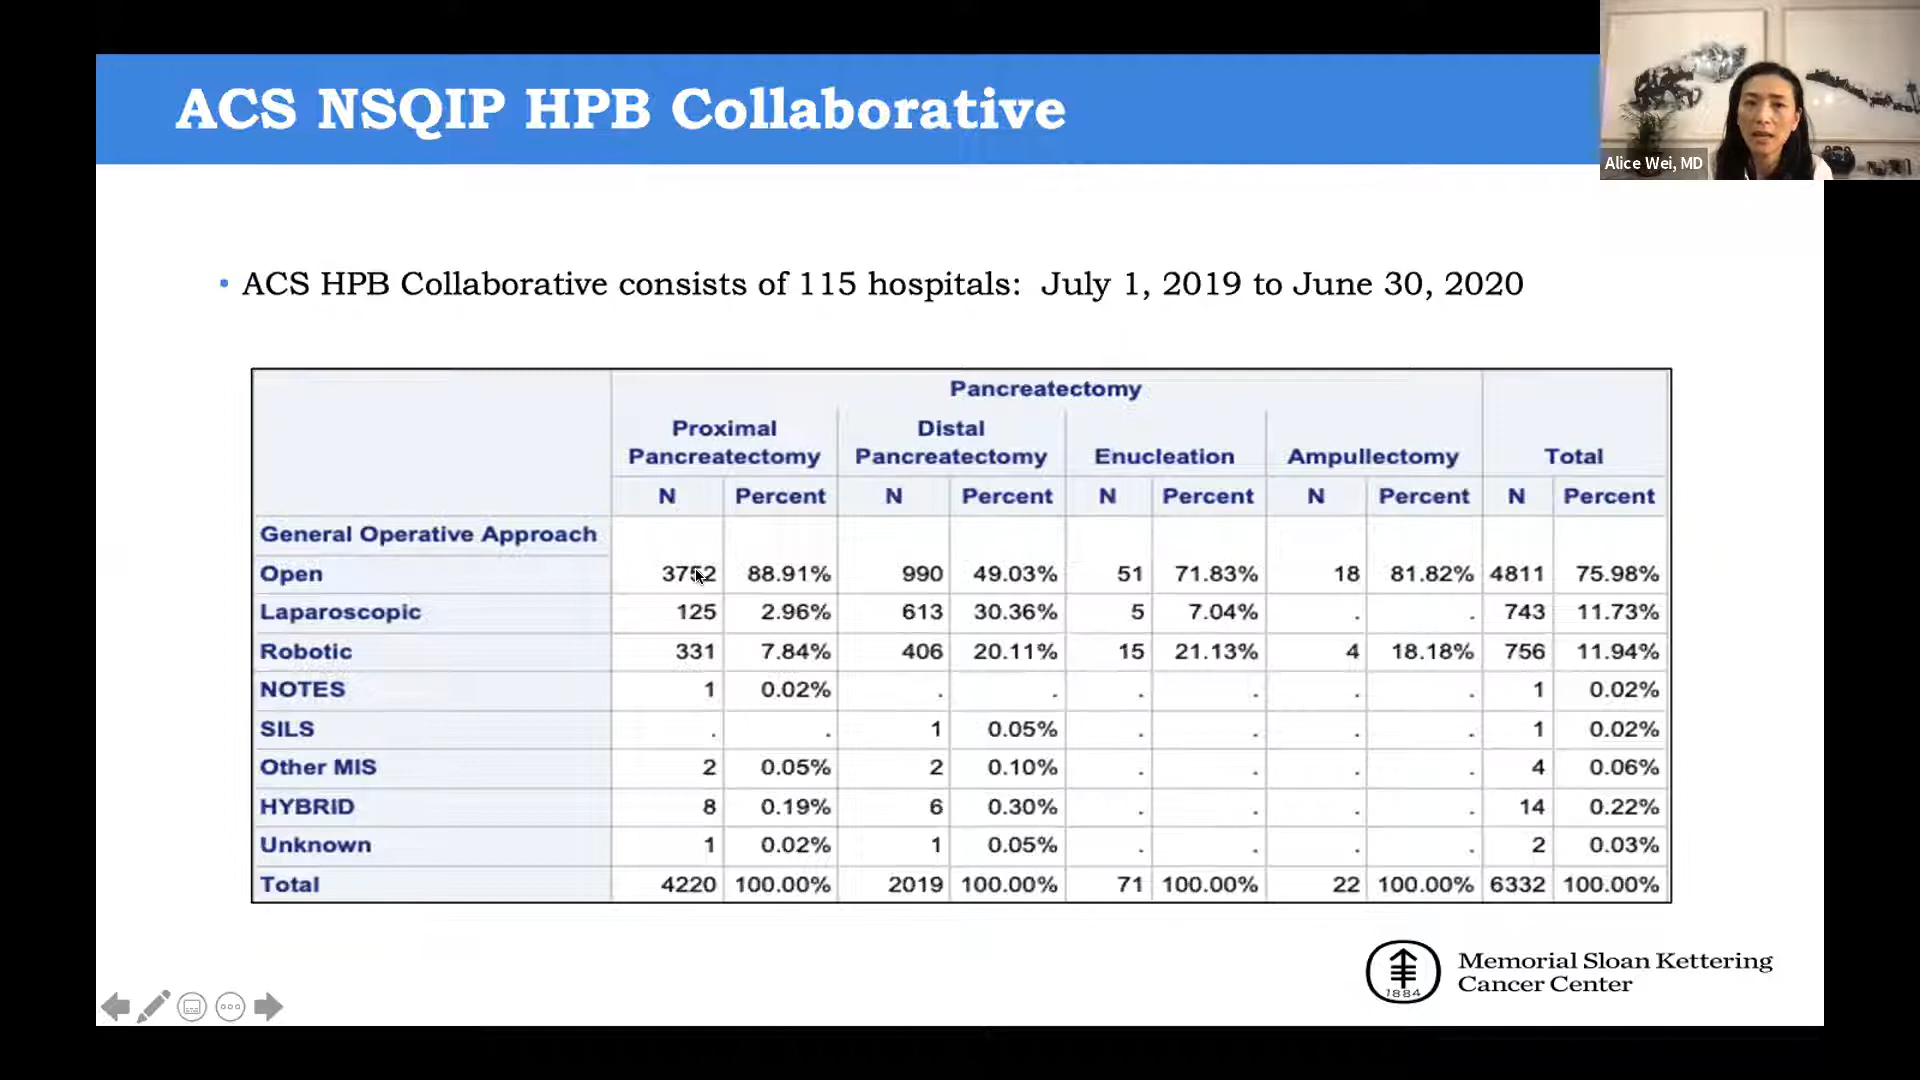 ACS NSQIP HPB Collaborative
Alice Wei, MD
• ACS HPB Collaborative consists of 115 hospitals: July 1, 2019 to June 30, 2020
Pancreatectomy
Proximal Pancreatectomy Distal Pancreatectomy Enucleation Ampullectomy Total
N Percent N Percent N Percent N Percent N Percent
General Operative Approach
Open 3752 88.91% 990 49.03% 51 71.83% 18 81.82% 4811 75.98%
Laparoscopic 125 2.96% 613 30.36% 5 7.04% . . 743 11.73%
Robotic 331 7.84% 406 20.11% 15 21.13% 4 18.18% 756 11.94%
NOTES 1 0.02% . . . . . . 1 0.02%
SILS . . 1 0.05% . . . . 1 0.02%
Other MIS 2 0.05% 2 0.10% . . . . 4 0.06%
HYBRID 8 0.19% 6 0.30% . . . . 14 0.22%
Unknown 1 0.02% 1 0.05% . . . . 2 0.03%
Total 4220 100.00% 2019 100.00% 71 100.00% 22 100.00% 6332 100.00%
1884
Memorial Sloan Kettering
Cancer Center